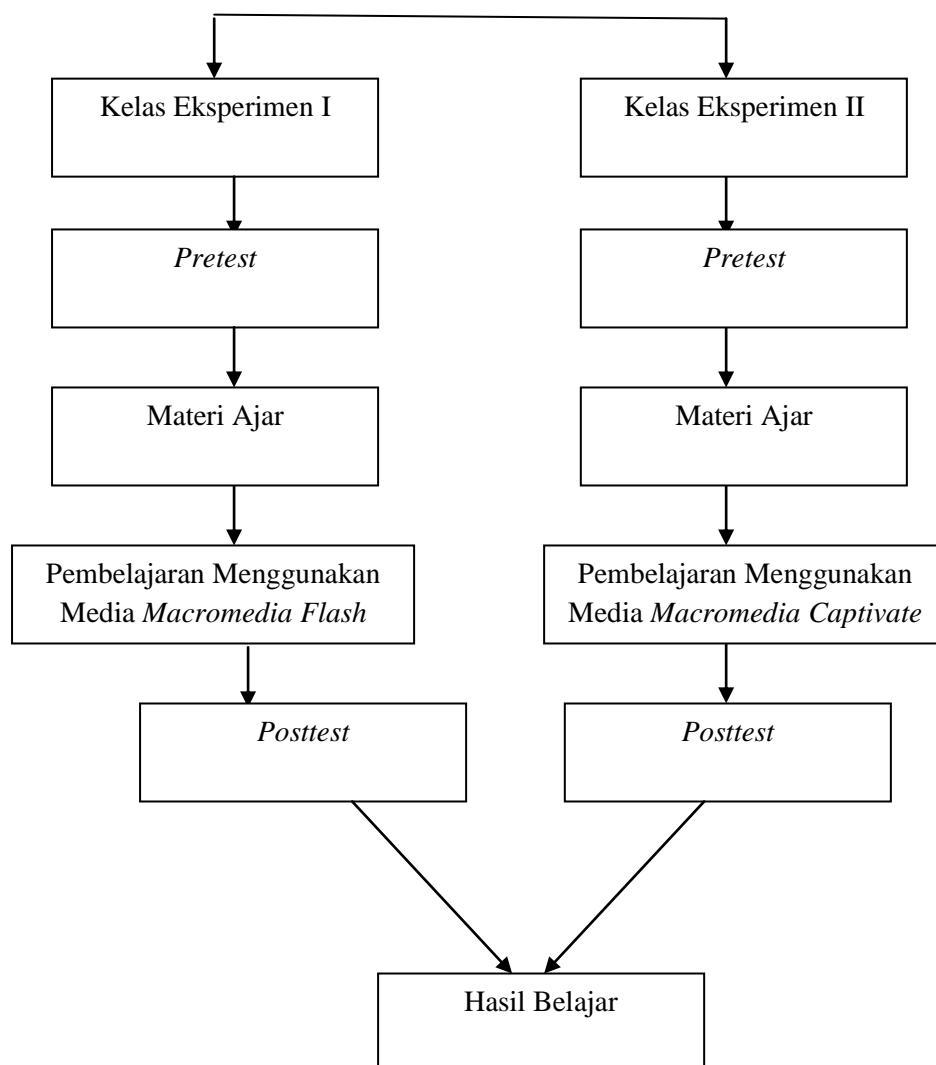 Kelas Eksperimen I
Kelas Eksperimen II
Pretest
Pretest
Materi Ajar
Materi Ajar
Pembelajaran Menggunakan
Media Macromedia Flash
Pembelajaran Menggunakan
Media Macromedia Captivate
Posttest
Posttest
Hasil Belajar